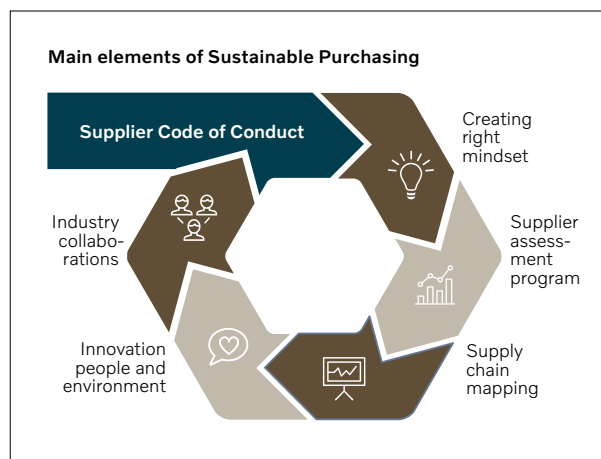 Main elements of Sustainable Purchasing
Supplier Code of Conduct
Creating
right
mindset
Supplier
assess-
ment
program
Supply
chain
mapping
Innovation
people and
environment
Industry
collabo-
rations